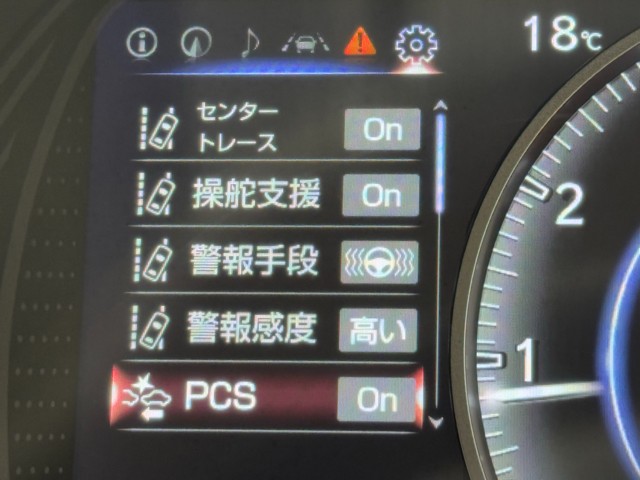 18℃
センター
トレース
On
操舵支援
On
警報手段
警報感度
高い
PCS
On
2
1